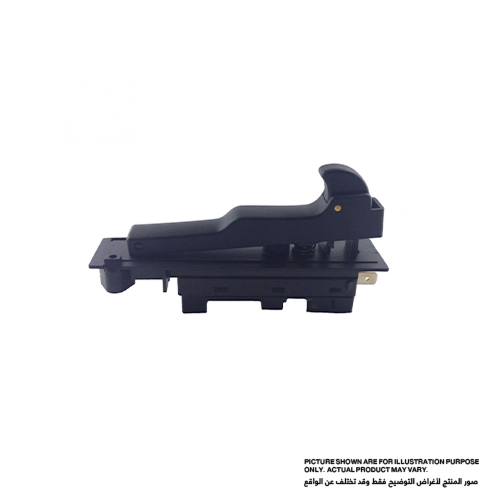 PICTURE SHOWN ARE FOR ILLUSTRATION PURPOSE
ONLY. ACTUAL PRODUCT MAY VARY.
صور المنتج لأغراض التوضيح فقط وقد تختلف عن الواقع